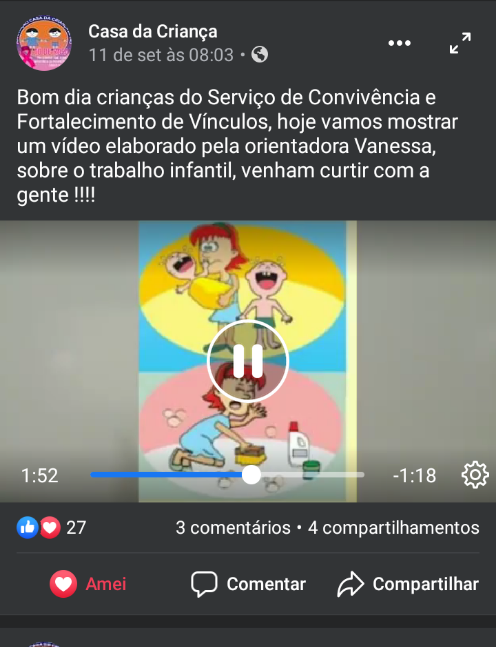 Casa da Criança
11 de set às 08:03 •
Bom dia crianças do Serviço de Convivência e
Fortalecimento de Vínculos, hoje vamos mostrar
um vídeo elaborado pela orientadora Vanessa,
sobre o trabalho infantil, venham curtir com a
gente !!!!
1:52
-1:18
27
3 comentários • 4 compartilhamentos
Amei
Comentar
Compartilhar